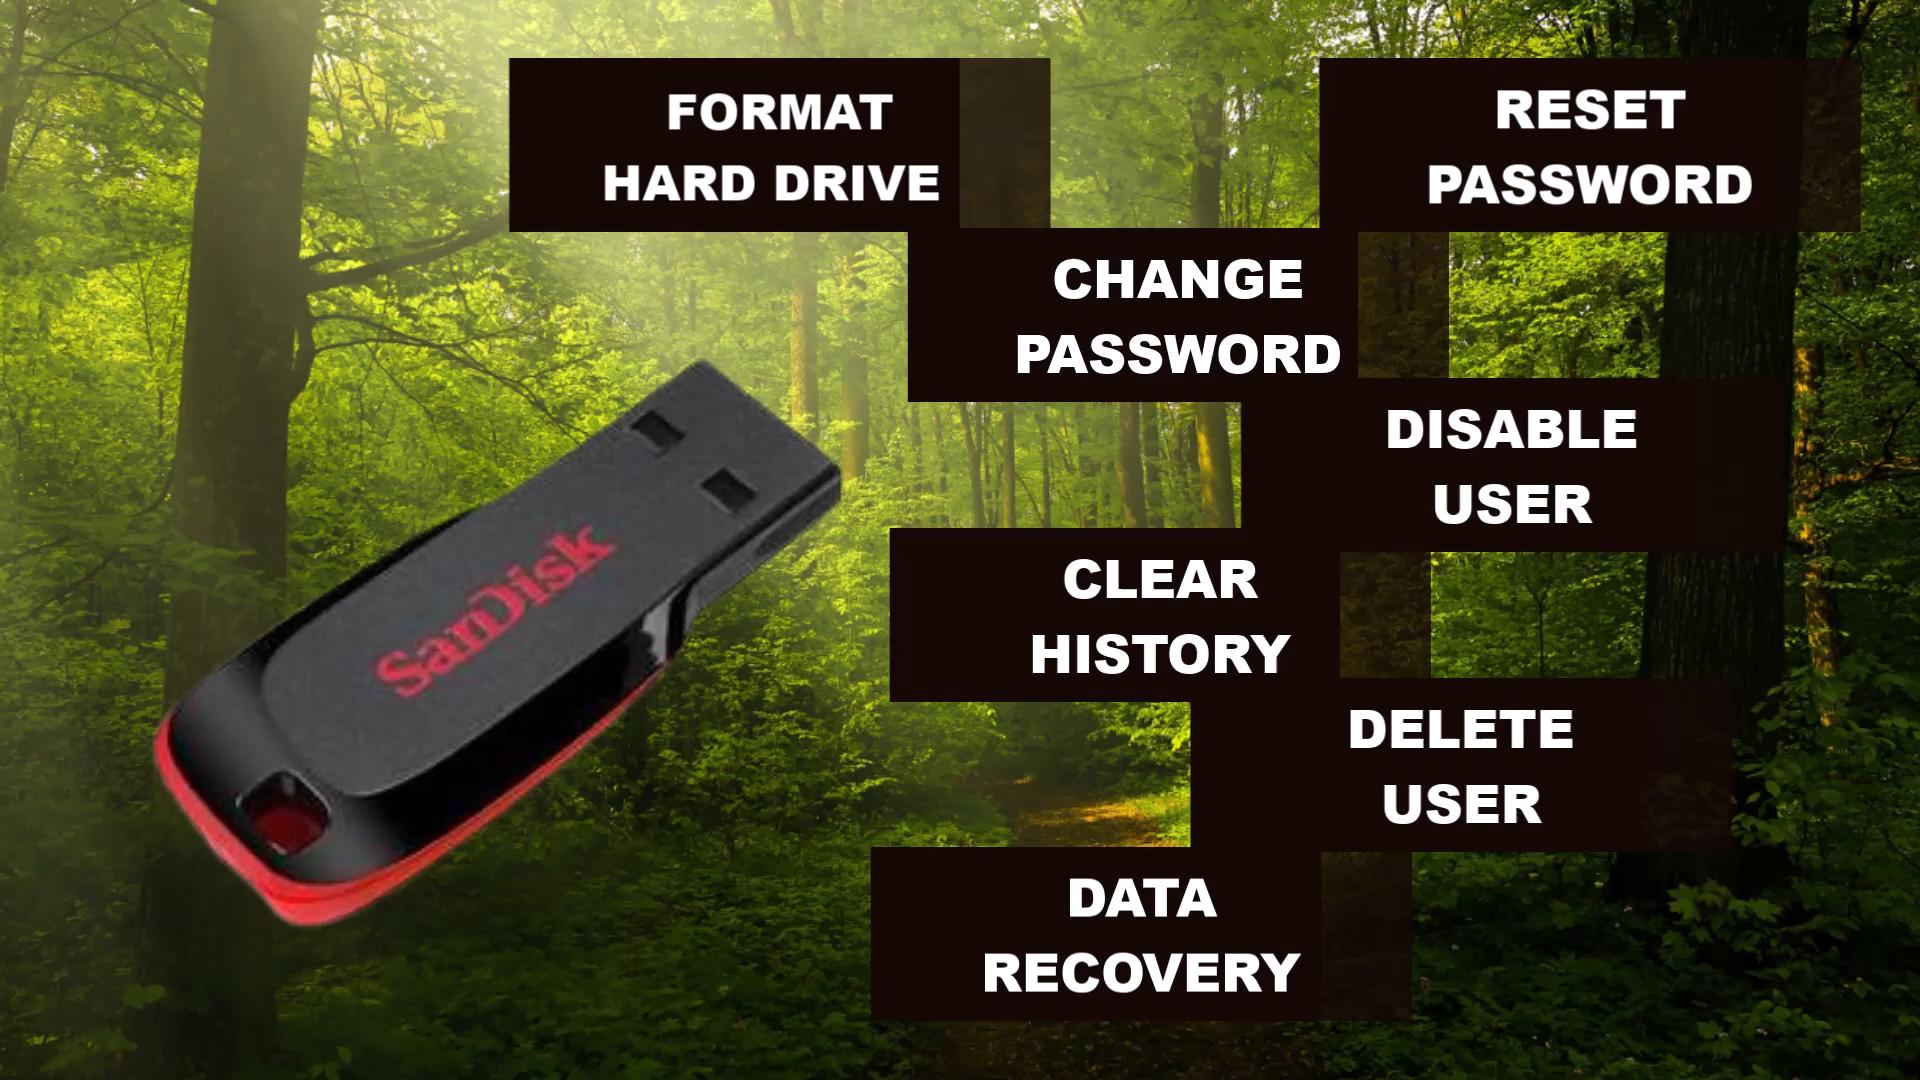 FORMAT
HARD DRIVE
RESET
PASSWORD
CHANGE
PASSWORD
DISABLE
USER
SanDisk
CLEAR
HISTORY
DELETE
USER
DATA
RECOVERY